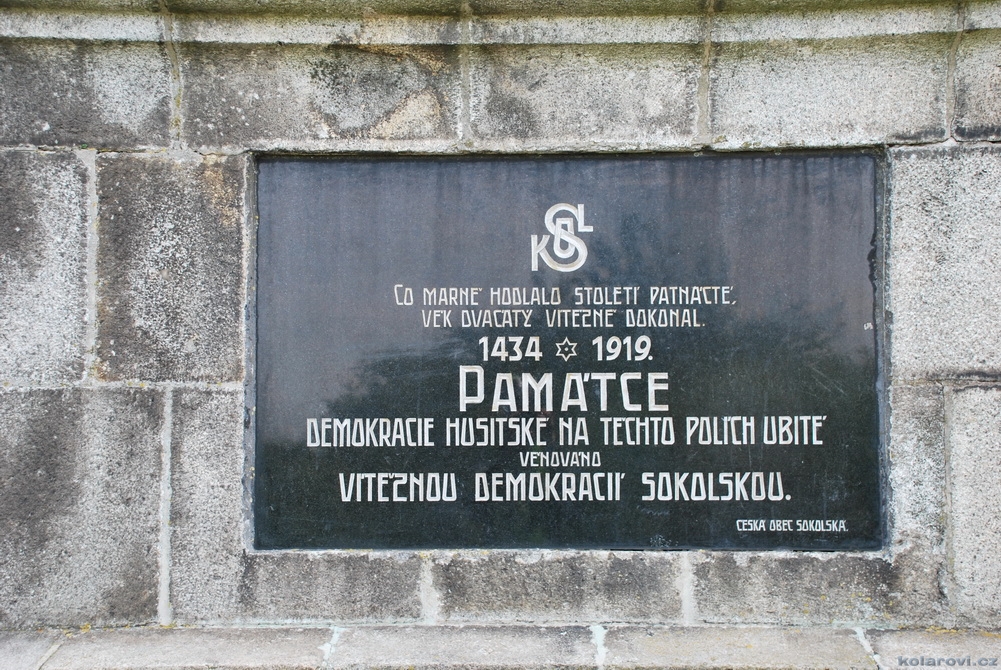 SOKOL
CO MARNĚ HODLALO STOLETÍ PATNÁCTÉ,
VĚK DVACÁTÝ VÍTĚZNĚ DOKONAL.
1434 ✡ 1919.
PAMÁTCE
DEMOKRACIE HUSITSKÉ NA TĚCHTO POLÍCH UBITÉ
VĚNOVÁNO
VÍTĚZNOU DEMOKRACIÍ SOKOLSKOU.
ČESKÁ OBEC SOKOLSKÁ.
kolarovi.cz